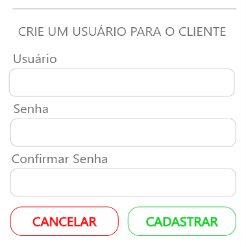 CRIE UM USUÁRIO PARA O CLIENTE
Usuário
Senha
Confirmar Senha
CANCELAR CADASTRAR